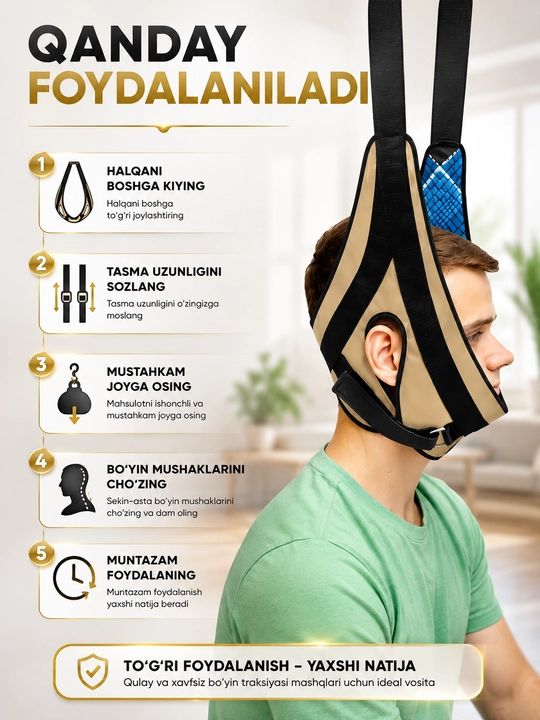 QANDAY
FOYDALANILADI
1
HALQANI
BOSHGA KIYING
Halqani boshga
to‘g‘ri joylashtiring
2
TASMA UZUNLIGINI
SOZLANG
Tasma uzunligini o‘zingizga
moslang
3
MUSTAHKAM
JOYGA OSING
Mahsulotni ishonchli va
mustahkam joyga osing
4
BO‘YIN MUSHAKLARINI
CHO‘ZING
Sekin-asta bo‘yin mushaklarini
cho‘zing va dam oling
5
MUNTAZAM
FOYDALANING
Muntazam foydalanish
yaxshi natija beradi
TO‘G‘RI FOYDALANISH – YAXSHI NATIJA
Qulay va xavfsiz bo‘yin traksiyasi mashqlari uchun ideal vosita